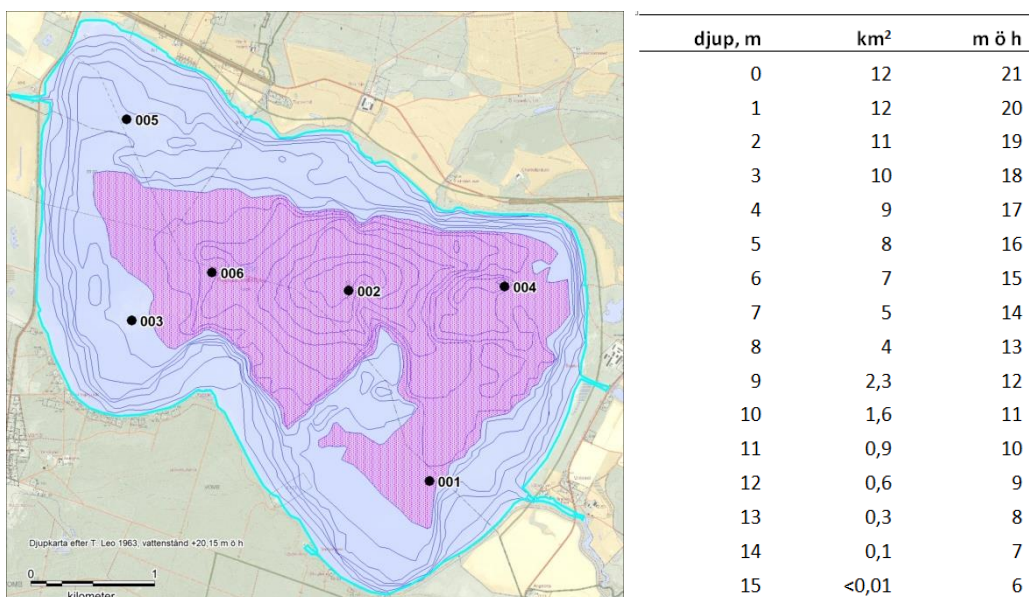 005
006
002
004
003
001
Djupkarta efter T. Leo 1963, vattenstånd +20,15 m ö h
0 1
kilometer
djup, m km² m ö h
0 12 21
1 12 20
2 11 19
3 10 18
4 9 17
5 8 16
6 7 15
7 5 14
8 4 13
9 2,3 12
10 1,6 11
11 0,9 10
12 0,6 9
13 0,3 8
14 0,1 7
15 <0,01 6